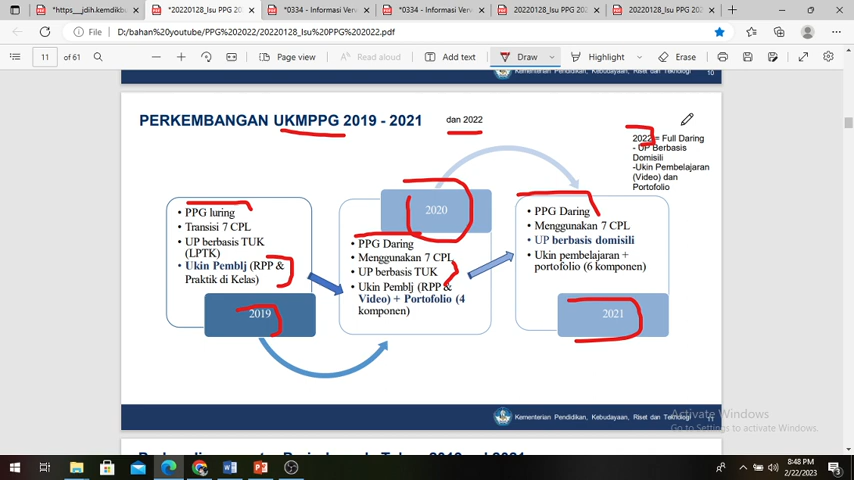 *https__jdih.kemdikbu
*20220128_Isu PPG 20
*0334 - Informasi Verv
*0334 - Informasi Verv
20220128_Isu PPG 202
20220128_Isu PPG 202
File
D:/bahan%20youtube/PPG%202022/20220128_Isu%20PPG%202022.pdf
11
of 61
Page view
Read aloud
Add text
Draw
Highlight
Erase
Kementerian Pendidikan, Kebudayaan, Riset dan Teknologi
10
PERKEMBANGAN UKMPPG 2019 - 2021
dan 2022
2022 = Full Daring
- UP Berbasis
Domisili
-Ukin Pembelajaran
(Video) dan
Portofolio
• PPG luring
• Transisi 7 CPL
• UP berbasis TUK
(LPTK)
• Ukin Pemblj (RPP &
Praktik di Kelas)
2019
2020
• PPG Daring
• Menggunakan 7 CPL
• UP berbasis TUK
• Ukin Pemblj (RPP &
Video) + Portofolio (4
komponen)
• PPG Daring
• Menggunakan 7 CPL
• UP berbasis domisili
• Ukin pembelajaran +
portofolio (6 komponen)
2021
Kementerian Pendidikan, Kebudayaan, Riset dan Teknologi
11
Activate Windows
Go to Settings to activate Windows.
8:48 PM
2/22/2023
3